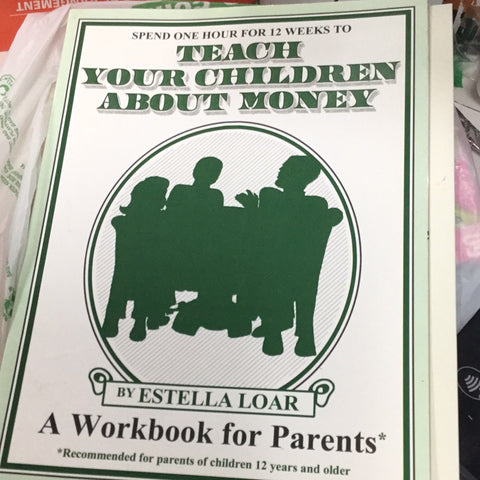 SPEND ONE HOUR FOR 12 WEEKS TO
TEACH
YOUR CHILDREN
ABOUT MONEY
BY ESTELLA LOAR
A Workbook for Parents*
*Recommended for parents of children 12 years and older